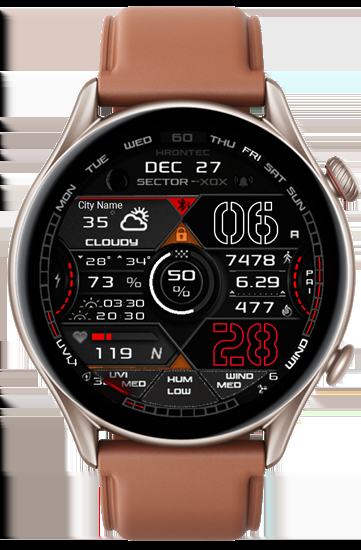 MON TUE WED 60 THU FRI SAT SUN
HRONTEC
DEC 27
SECTOR -XOX
City Name
35°
CLOUDY
06
A
28° 34°
73 %
03:30
20:30
50
%
7478
6.29
477
PAI
119 N
28
UVI
MED
HUM
LOW
WIND
MED
6
UVLV
WIND